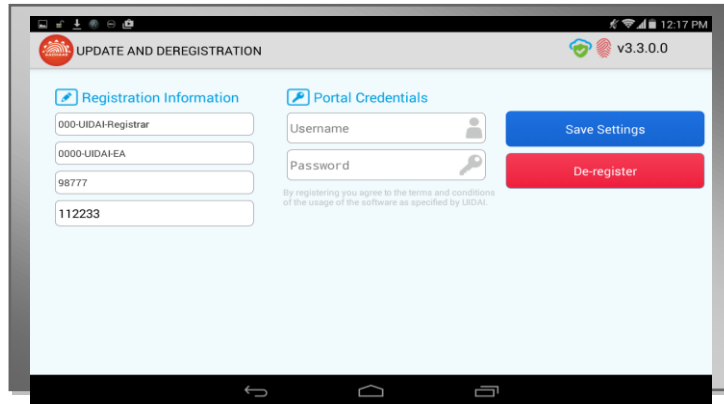 12:17 PM
UPDATE AND DEREGISTRATION
v3.3.0.0
Registration Information
000-UIDAI-Registrar
0000-UIDAI-EA
98777
112233
Portal Credentials
Username
Password
By registering you agree to the terms and conditions
of the usage of the software as specified by UIDAI.
Save Settings
De-register